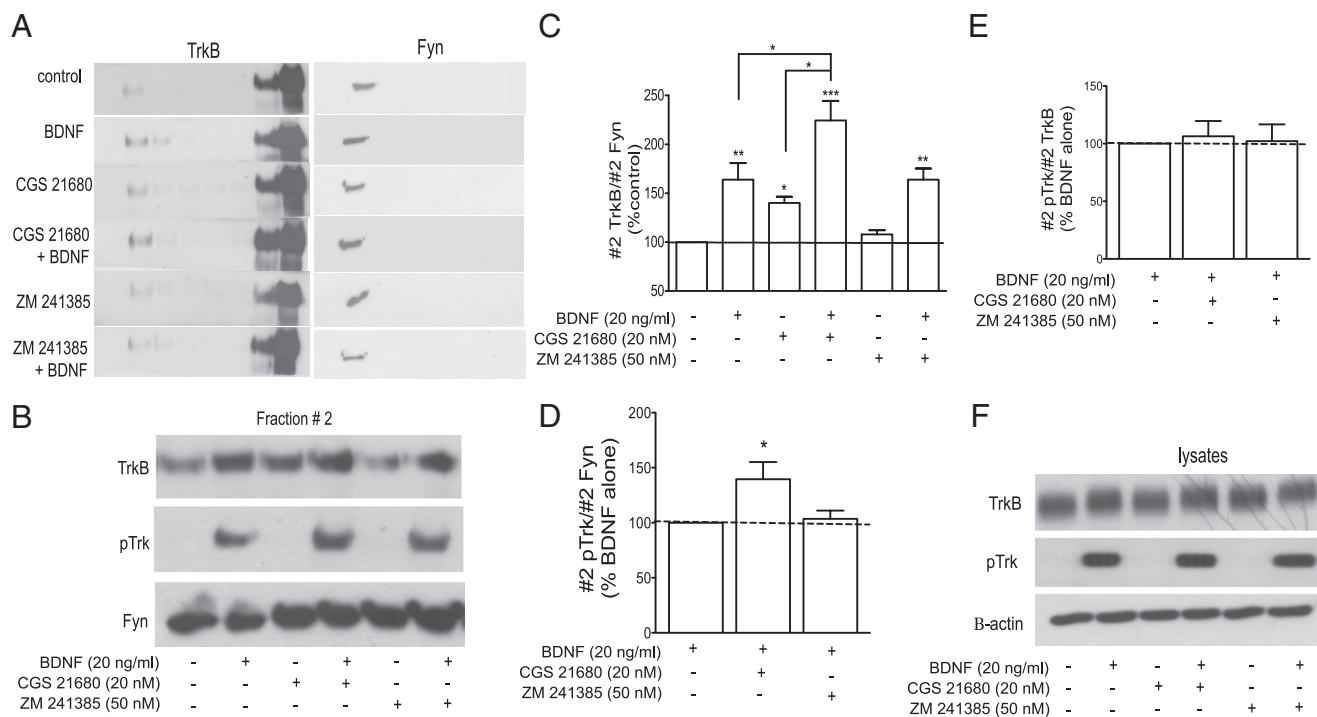 A
TrkB
Fyn
control
BDNF
CGS 21680
CGS 21680
+ BDNF
ZM 241385
ZM 241385
+ BDNF
B
Fraction # 2
TrkB
pTrk
Fyn
BDNF (20 ng/ml) - + - + - +
CGS 21680 (20 nM) - - + + - -
ZM 241385 (50 nM) - - - - + +
C
#2 TrkB/#2 Fyn
(%control)
250
200
150
100
50
*
*
**
*
***
**
BDNF (20 ng/ml) - + - + - +
CGS 21680 (20 nM) - - + + - -
ZM 241385 (50 nM) - - - - + +
D
#2 pTrk/#2 Fyn
(% BDNF alone)
200
150
100
50
0
*
BDNF (20 ng/ml) + + +
CGS 21680 (20 nM) - + -
ZM 241385 (50 nM) - - +
E
#2 pTrk/#2 TrkB
(% BDNF alone)
150
100
50
0
BDNF (20 ng/ml) + + +
CGS 21680 (20 nM) - + -
ZM 241385 (50 nM) - - +
F
lysates
TrkB
pTrk
B-actin
BDNF (20 ng/ml) - + - + - +
CGS 21680 (20 nM) - - + + - -
ZM 241385 (50 nM) - - - - + +